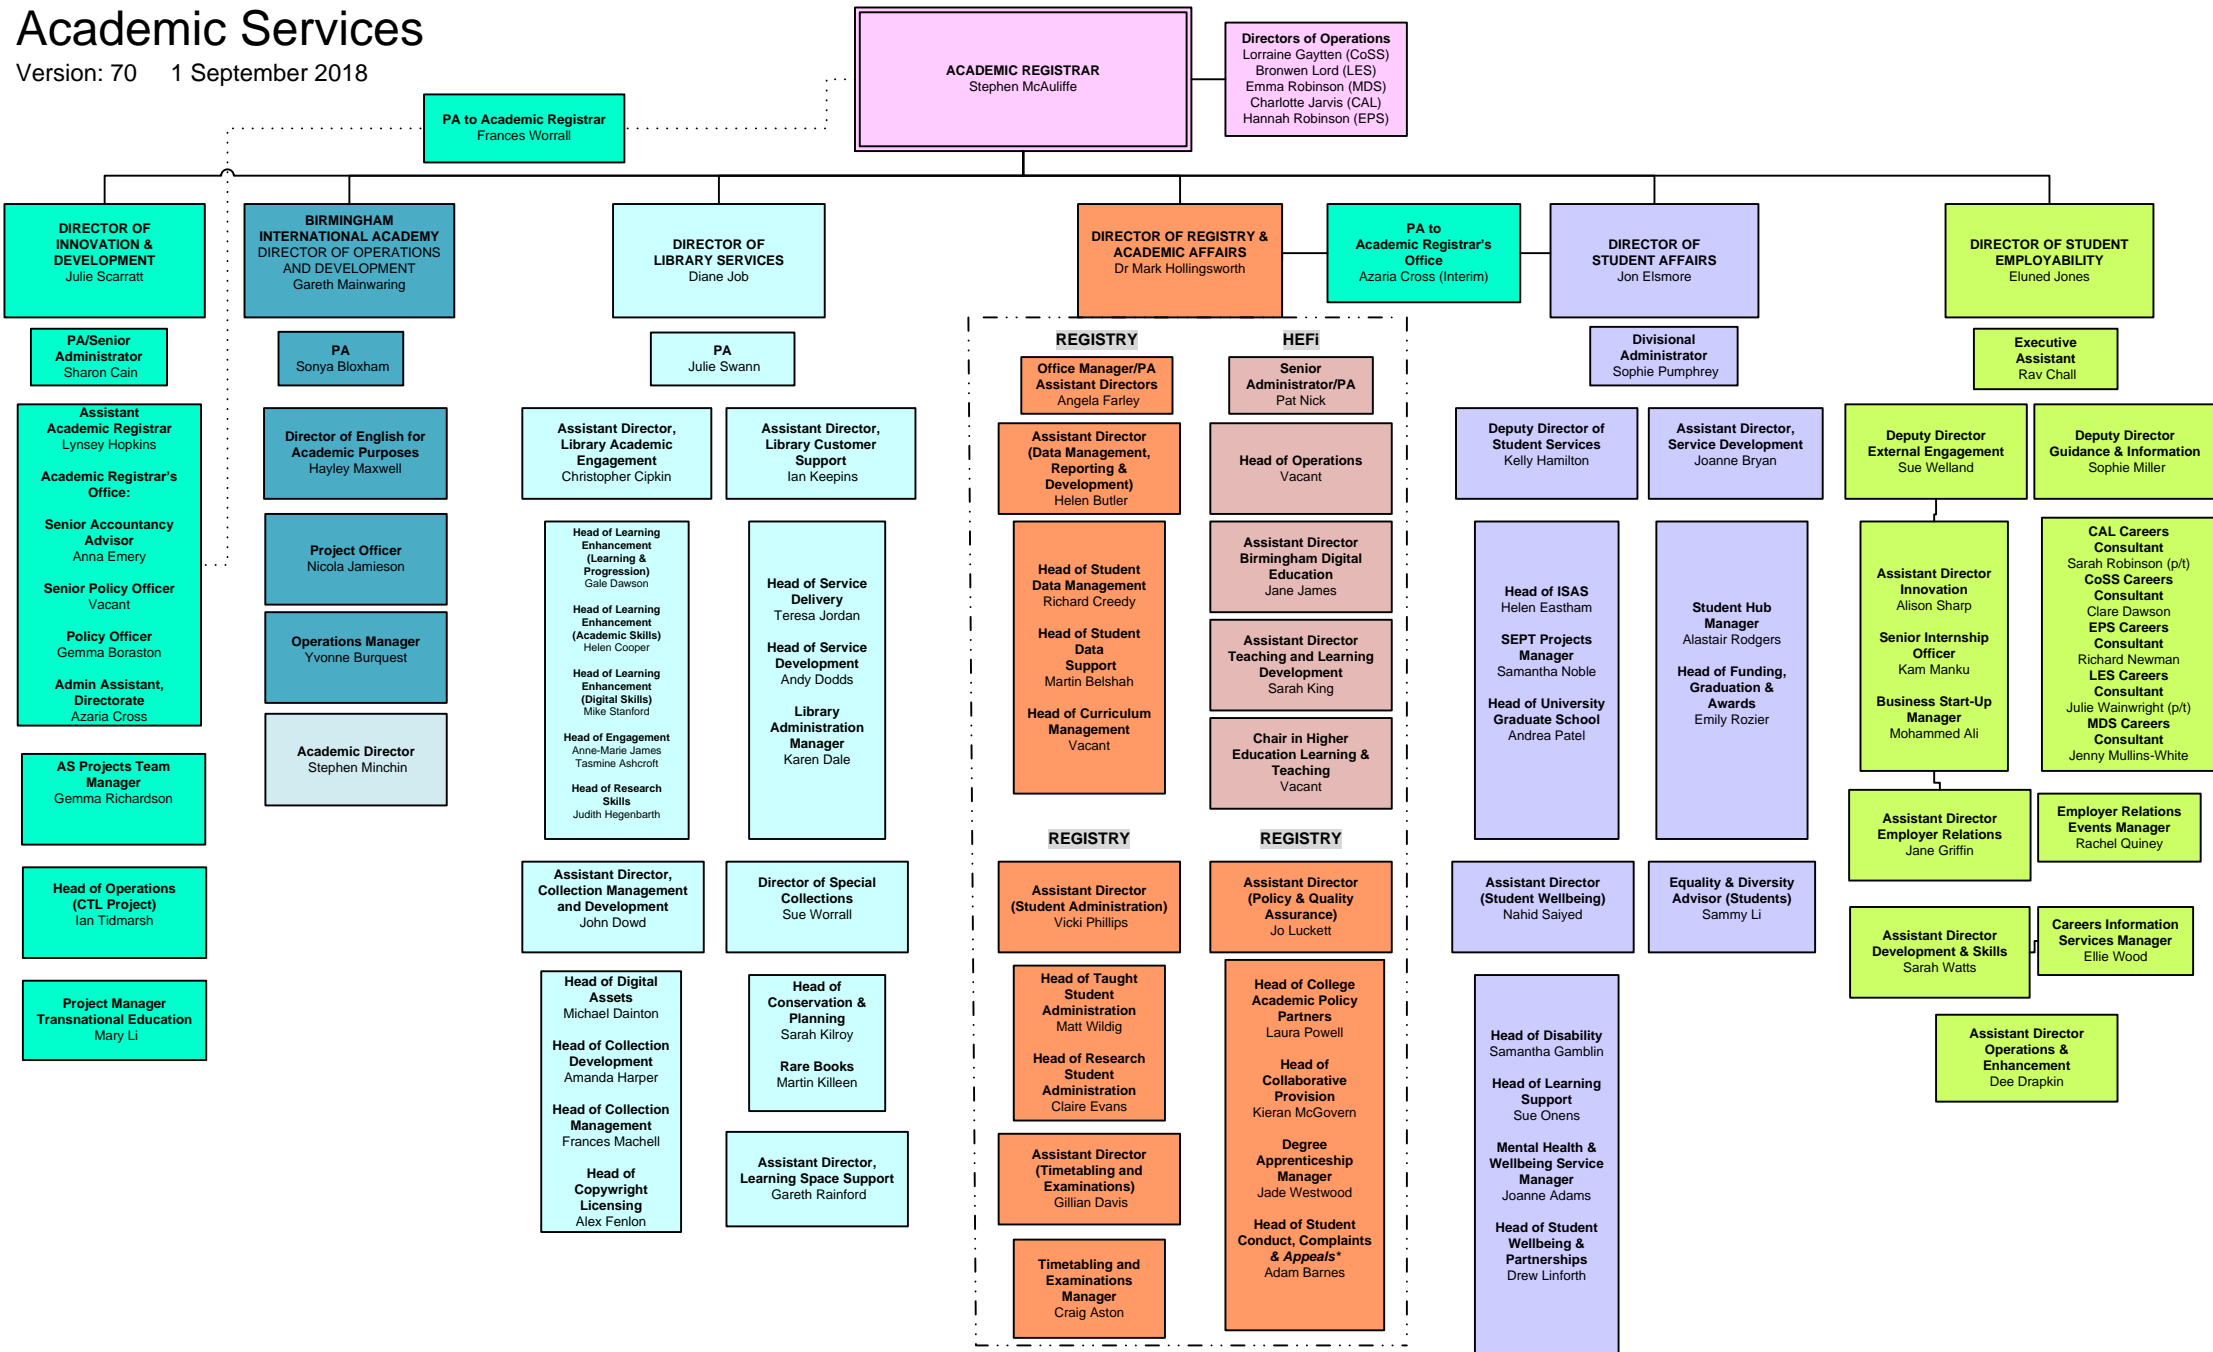 Academic Services
Version: 70 1 September 2018
ACADEMIC REGISTRAR
Stephen McAuliffe
Directors of Operations
Lorraine Gaytten (CoSS)
Bronwen Lord (LES)
Emma Robinson (MDS)
Charlotte Jarvis (CAL)
Hannah Robinson (EPS)
PA to Academic Registrar
Frances Worrall
DIRECTOR OF
INNOVATION &
DEVELOPMENT
Julie Scarratt
PA/Senior
Administrator
Sharon Cain
Assistant
Academic Registrar
Lynsey Hopkins
Academic Registrar's
Office:
Senior Accountancy
Advisor
Anna Emery
Senior Policy Officer
Vacant
Policy Officer
Gemma Boraston
Admin Assistant,
Directorate
Azaria Cross
AS Projects Team
Manager
Gemma Richardson
Head of Operations
(CTL Project)
Ian Tidmarsh
Project Manager
Transnational Education
Mary Li
BIRMINGHAM
INTERNATIONAL ACADEMY
DIRECTOR OF OPERATIONS
AND DEVELOPMENT
Gareth Mainwaring
PA
Sonya Bloxham
Director of English for
Academic Purposes
Hayley Maxwell
Project Officer
Nicola Jamieson
Operations Manager
Yvonne Burquest
Academic Director
Stephen Minchin
DIRECTOR OF
LIBRARY SERVICES
Diane Job
PA
Julie Swann
Assistant Director,
Library Academic
Engagement
Christopher Cipkin
Head of Learning
Enhancement
(Learning &
Progression)
Gale Dawson
Head of Learning
Enhancement
(Academic Skills)
Helen Cooper
Head of Learning
Enhancement
(Digital Skills)
Mike Stanford
Head of Engagement
Anne-Marie James
Tasmine Ashcroft
Head of Research
Skills
Judith Hegenbarth
Assistant Director,
Library Customer
Support
Ian Keepins
Head of Service
Delivery
Teresa Jordan
Head of Service
Development
Andy Dodds
Library
Administration
Manager
Karen Dale
Assistant Director,
Collection Management
and Development
John Dowd
Head of Digital
Assets
Michael Dainton
Head of Collection
Development
Amanda Harper
Head of Collection
Management
Frances Machell
Head of
Copywright
Licensing
Alex Fenlon
Director of Special
Collections
Sue Worrall
Head of
Conservation &
Planning
Sarah Kilroy
Rare Books
Martin Killeen
Assistant Director,
Learning Space Support
Gareth Rainford
DIRECTOR OF REGISTRY &
ACADEMIC AFFAIRS
Dr Mark Hollingsworth
PA to
Academic Registrar's
Office
Azaria Cross (Interim)
REGISTRY
Office Manager/PA
Assistant Directors
Angela Farley
Assistant Director
(Data Management,
Reporting &
Development)
Helen Butler
Head of Student
Data Management
Richard Creedy
Head of Student
Data
Support
Martin Belshah
Head of Curriculum
Management
Vacant
HEFi
Senior
Administrator/PA
Pat Nick
Head of Operations
Vacant
Assistant Director
Birmingham Digital
Education
Jane James
Assistant Director
Teaching and Learning
Development
Sarah King
Chair in Higher
Education Learning &
Teaching
Vacant
REGISTRY
Assistant Director
(Student Administration)
Vicki Phillips
Head of Taught
Student
Administration
Matt Wildig
Head of Research
Student
Administration
Claire Evans
Assistant Director
(Timetabling and
Examinations)
Gillian Davis
Timetabling and
Examinations
Manager
Craig Aston
REGISTRY
Assistant Director
(Policy & Quality
Assurance)
Jo Luckett
Head of College
Academic Policy
Partners
Laura Powell
Head of
Collaborative
Provision
Kieran McGovern
Degree
Apprenticeship
Manager
Jade Westwood
Head of Student
Conduct, Complaints
& Appeals*
Adam Barnes
DIRECTOR OF
STUDENT AFFAIRS
Jon Elsmore
Divisional
Administrator
Sophie Pumphrey
Deputy Director of
Student Services
Kelly Hamilton
Head of ISAS
Helen Eastham
SEPT Projects
Manager
Samantha Noble
Head of University
Graduate School
Andrea Patel
Assistant Director,
Service Development
Joanne Bryan
Student Hub
Manager
Alastair Rodgers
Head of Funding,
Graduation &
Awards
Emily Rozier
Assistant Director
(Student Wellbeing)
Nahid Saiyed
Head of Disability
Samantha Gamblin
Head of Learning
Support
Sue Onens
Mental Health &
Wellbeing Service
Manager
Joanne Adams
Head of Student
Wellbeing &
Partnerships
Drew Linforth
Equality & Diversity
Advisor (Students)
Sammy Li
DIRECTOR OF STUDENT
EMPLOYABILITY
Eluned Jones
Executive
Assistant
Rav Chall
Deputy Director
External Engagement
Sue Welland
Assistant Director
Innovation
Alison Sharp
Senior Internship
Officer
Kam Manku
Business Start-Up
Manager
Mohammed Ali
Assistant Director
Employer Relations
Jane Griffin
Deputy Director
Guidance & Information
Sophie Miller
CAL Careers
Consultant
Sarah Robinson (p/t)
CoSS Careers
Consultant
Clare Dawson
EPS Careers
Consultant
Richard Newman
LES Careers
Consultant
Julie Wainwright (p/t)
MDS Careers
Consultant
Jenny Mullins-White
Employer Relations
Events Manager
Rachel Quiney
Assistant Director
Development & Skills
Sarah Watts
Careers Information
Services Manager
Ellie Wood
Assistant Director
Operations &
Enhancement
Dee Drapkin